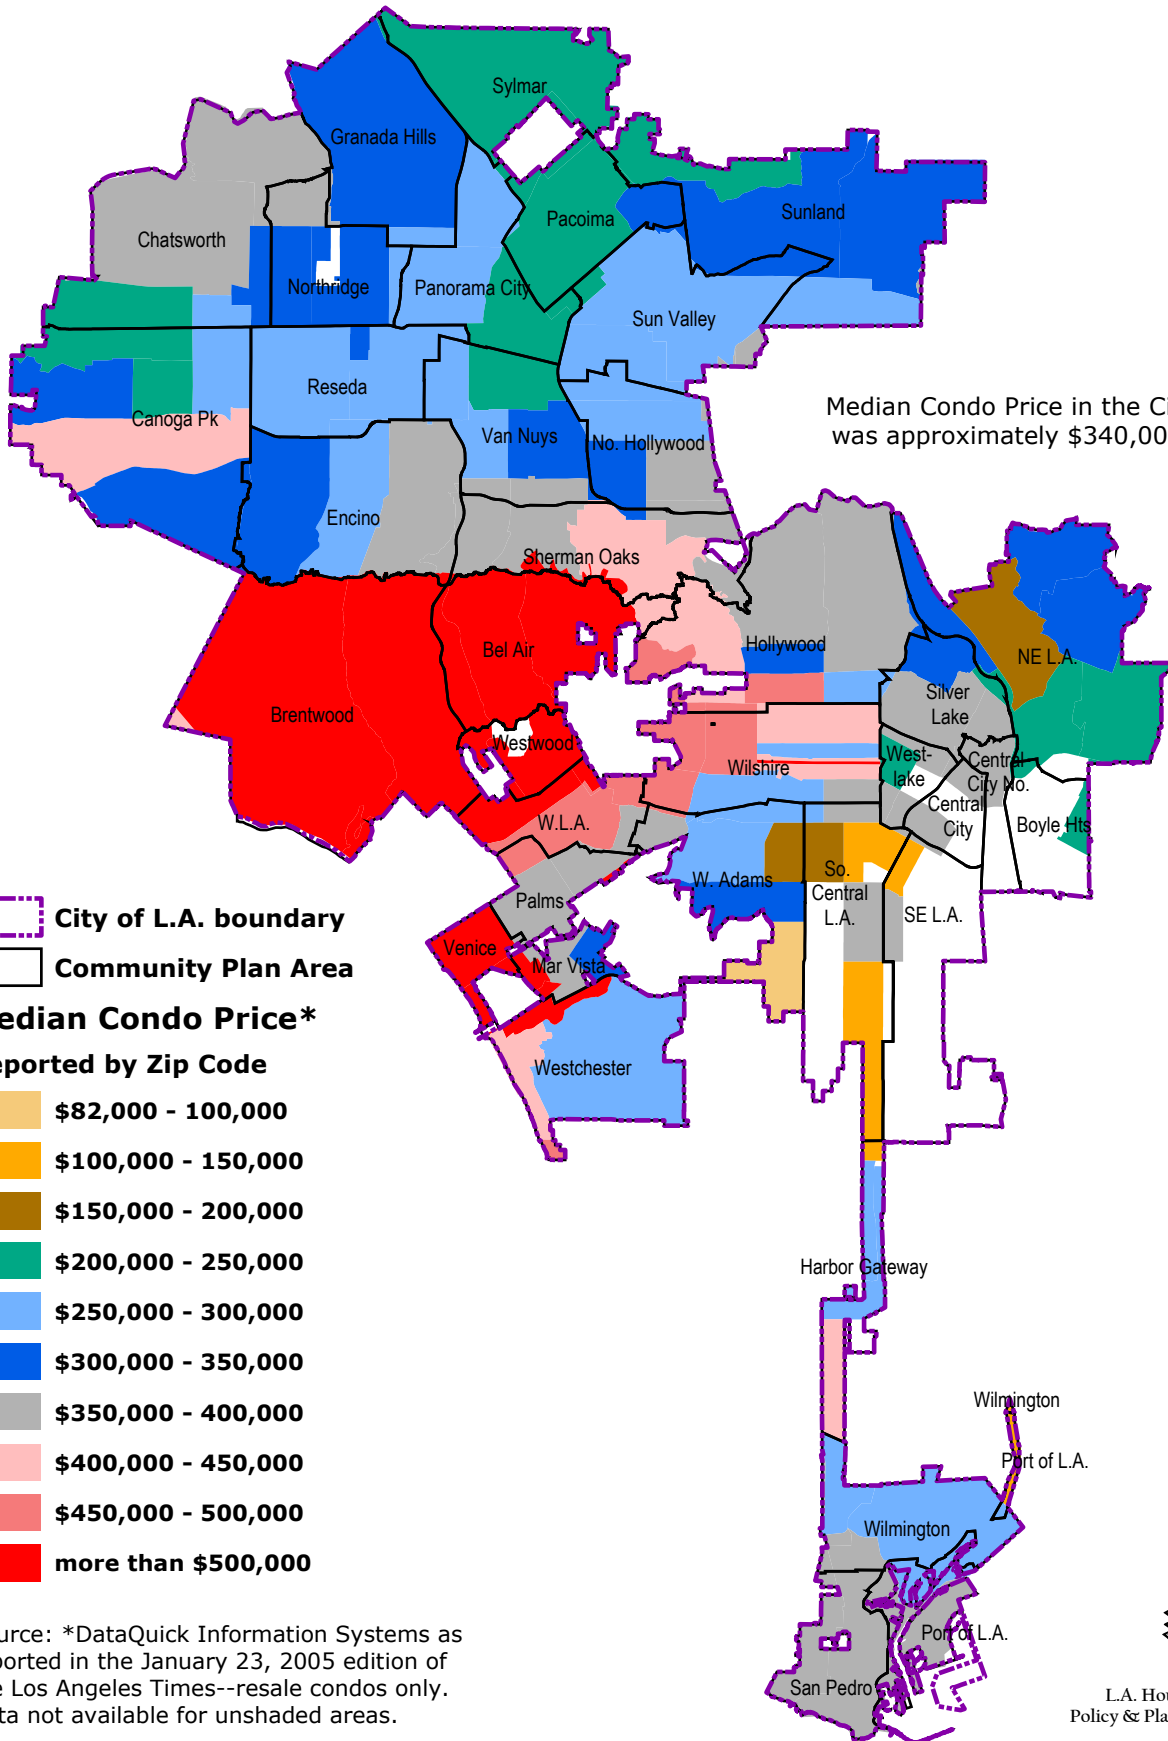 Sylmar
Granada Hills
Pacoima
Sunland
Chatsworth
Northridge
Panorama City
Sun Valley
Reseda
Canoga Pk
Van Nuys
No. Hollywood
Median Condo Price in the Ci
was approximately $340,00
Encino
Sherman Oaks
Bel Air
Hollywood
NE L.A.
Brentwood
Silver
Lake
Westwood
Wilshire
West-
lake
Central
City No.
Central
City
Boyle Hts
W.L.A.
W. Adams
So.
Central
L.A.
SE L.A.
Palms
Venice
Mar Vista
Westchester
City of L.A. boundary
Community Plan Area
edian Condo Price*
eported by Zip Code
$82,000 - 100,000
$100,000 - 150,000
$150,000 - 200,000
$200,000 - 250,000
$250,000 - 300,000
$300,000 - 350,000
$350,000 - 400,000
$400,000 - 450,000
$450,000 - 500,000
more than $500,000
Harbor Gateway
Wilmington
Port of L.A.
Wilmington
Port of L.A.
San Pedro
urce: *DataQuick Information Systems as
ported in the January 23, 2005 edition of
e Los Angeles Times--resale condos only.
ta not available for unshaded areas.
L.A. Hou
Policy & Pla